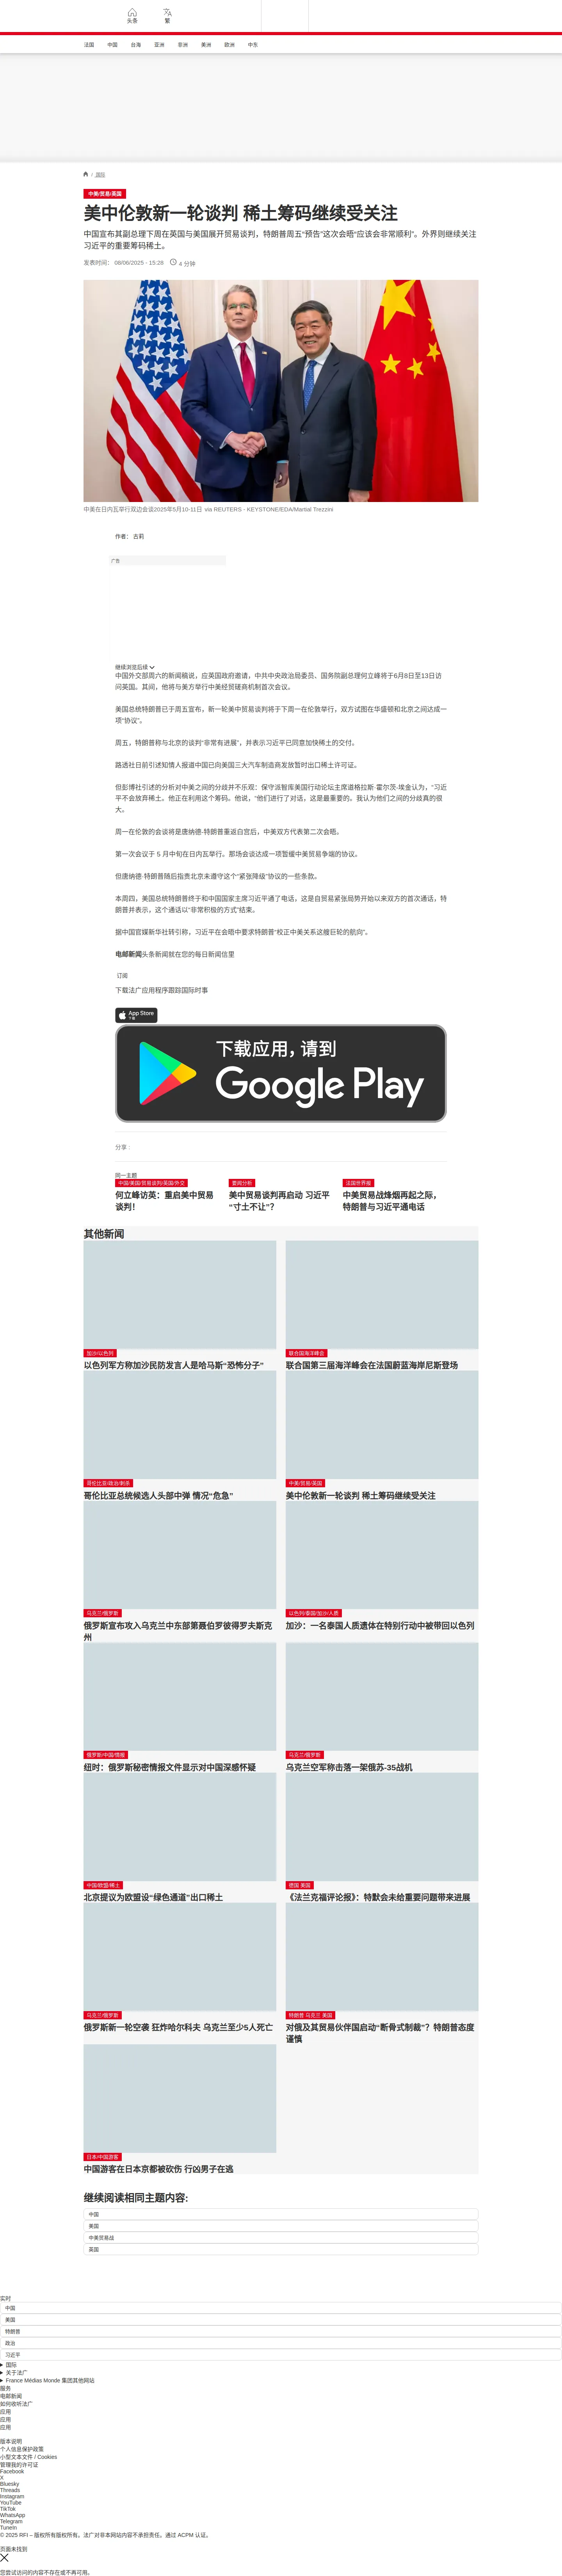 头条
繁
法国 中国 台海 亚洲 非洲 美洲 欧洲 中东
/ 国际
中美/贸易/英国
美中伦敦新一轮谈判 稀土筹码继续受关注
中国宣布其副总理下周在英国与美国展开贸易谈判，特朗普周五“预告”这次会晤“应该会非常顺利”。外界则继续关注
习近平的重要筹码稀土。
发表时间： 08/06/2025 - 15:28 4 分钟
中美在日内瓦举行双边会谈2025年5月10-11日 via REUTERS - KEYSTONE/EDA/Martial Trezzini
作者： 古莉
广告
继续浏览后续
中国外交部周六的新闻稿说，应英国政府邀请，中共中央政治局委员、国务院副总理何立峰将于6月8日至13日访
问英国。其间，他将与美方举行中美经贸磋商机制首次会议。
美国总统特朗普已于周五宣布，新一轮美中贸易谈判将于下周一在伦敦举行，双方试图在华盛顿和北京之间达成一
项“协议”。
周五，特朗普称与北京的谈判“非常有进展”，并表示习近平已同意加快稀土的交付。
路透社日前引述知情人报道中国已向美国三大汽车制造商发放暂时出口稀土许可证。
但彭博社引述的分析对中美之间的分歧并不乐观：保守派智库美国行动论坛主席道格拉斯·霍尔茨-埃金认为，“习近
平不会放弃稀土。他正在利用这个筹码。他说，“他们进行了对话，这是最重要的。我认为他们之间的分歧真的很
大。
周一在伦敦的会谈将是唐纳德-特朗普重返白宫后，中美双方代表第二次会晤。
第一次会议于 5 月中旬在日内瓦举行。那场会谈达成一项暂缓中美贸易争端的协议。
但唐纳德·特朗普随后指责北京未遵守这个“紧张降级”协议的一些条款。
本周四，美国总统特朗普终于和中国国家主席习近平通了电话，这是自贸易紧张局势开始以来双方的首次通话，特
朗普并表示，这个通话以“非常积极的方式”结束。
据中国官媒新华社转引称，习近平在会晤中要求特朗普“校正中美关系这艘巨轮的航向”。
电邮新闻头条新闻就在您的每日新闻信里
订阅
下载法广应用程序跟踪国际时事
App Store
下载
下载应用，请到
Google Play
分享 :
同一主题
中国/美国/贸易谈判/英国/外交
何立峰访英：重启美中贸易
谈判！
要闻分析
美中贸易谈判再启动 习近平
“寸土不让”？
法国世界报
中美贸易战烽烟再起之际，
特朗普与习近平通电话
其他新闻
加沙/以色列
以色列军方称加沙民防发言人是哈马斯“恐怖分子”
联合国海洋峰会
联合国第三届海洋峰会在法国蔚蓝海岸尼斯登场
哥伦比亚/政治/刺杀
哥伦比亚总统候选人头部中弹 情况“危急”
中美/贸易/英国
美中伦敦新一轮谈判 稀土筹码继续受关注
乌克兰/俄罗斯
俄罗斯宣布攻入乌克兰中东部第聂伯罗彼得罗夫斯克
州
以色列/泰国/加沙/人质
加沙：一名泰国人质遗体在特别行动中被带回以色列
俄罗斯/中国/情报
纽时：俄罗斯秘密情报文件显示对中国深感怀疑
乌克兰/俄罗斯
乌克兰空军称击落一架俄苏-35战机
中国/欧盟/稀土
北京提议为欧盟设“绿色通道”出口稀土
德国 美国
《法兰克福评论报》：特默会未给重要问题带来进展
乌克兰/俄罗斯
俄罗斯新一轮空袭 狂炸哈尔科夫 乌克兰至少5人死亡
特朗普 乌克兰 美国
对俄及其贸易伙伴国启动“断骨式制裁”？特朗普态度
谨慎
日本/中国游客
中国游客在日本京都被砍伤 行凶男子在逃
继续阅读相同主题内容:
中国
美国
中美贸易战
英国
实时
中国
美国
特朗普
政治
习近平
国际
关于法广
France Médias Monde 集团其他网站
服务
电邮新闻
如何收听法广
应用
应用
应用
版本说明
个人信息保护政策
小型文本文件 / Cookies
管理我的许可证
Facebook
X
Bluesky
Threads
Instagram
YouTube
TikTok
WhatsApp
Telegram
TuneIn
© 2025 RFI – 版权所有版权所有。法广对非本网站内容不承担责任。通过 ACPM 认证。
页面未找到
您尝试访问的内容不存在或不再可用。